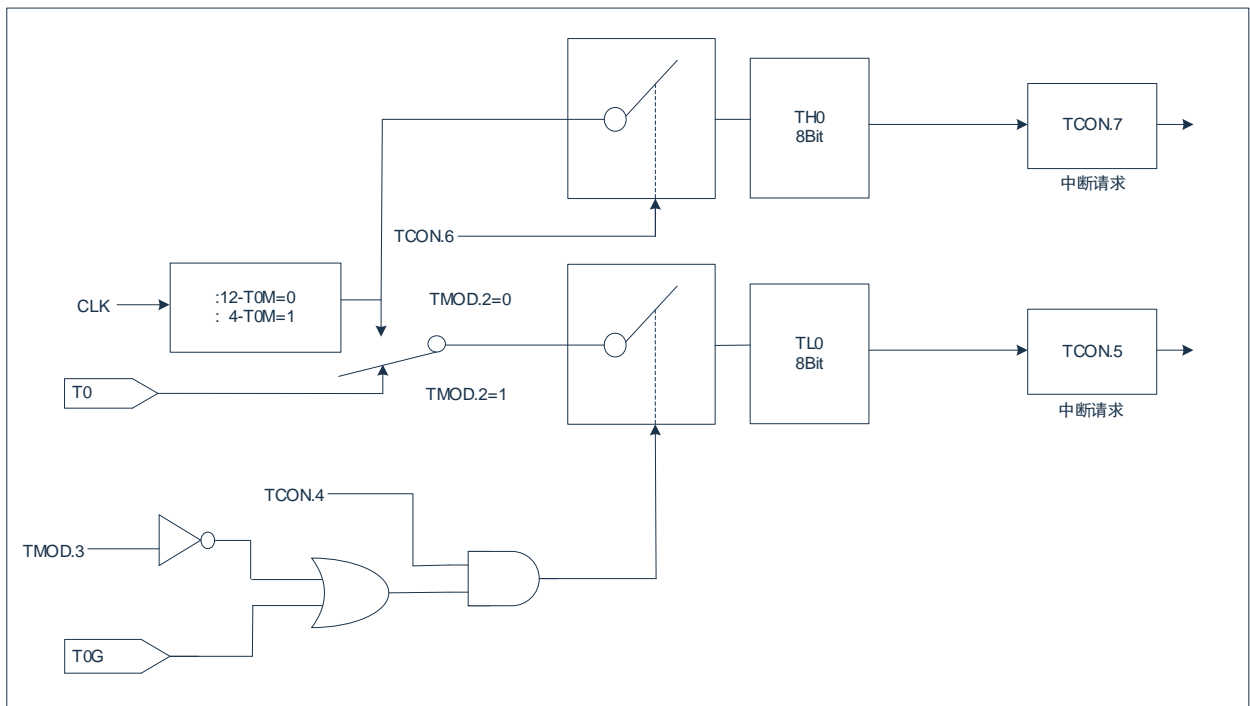 TH0
8Bit
TCON.7
中断请求
TCON.6
CLK
:12-T0M=0
: 4-T0M=1
TMOD.2=0
TL0
8Bit
TCON.5
中断请求
T0
TMOD.2=1
TCON.4
TMOD.3
T0G